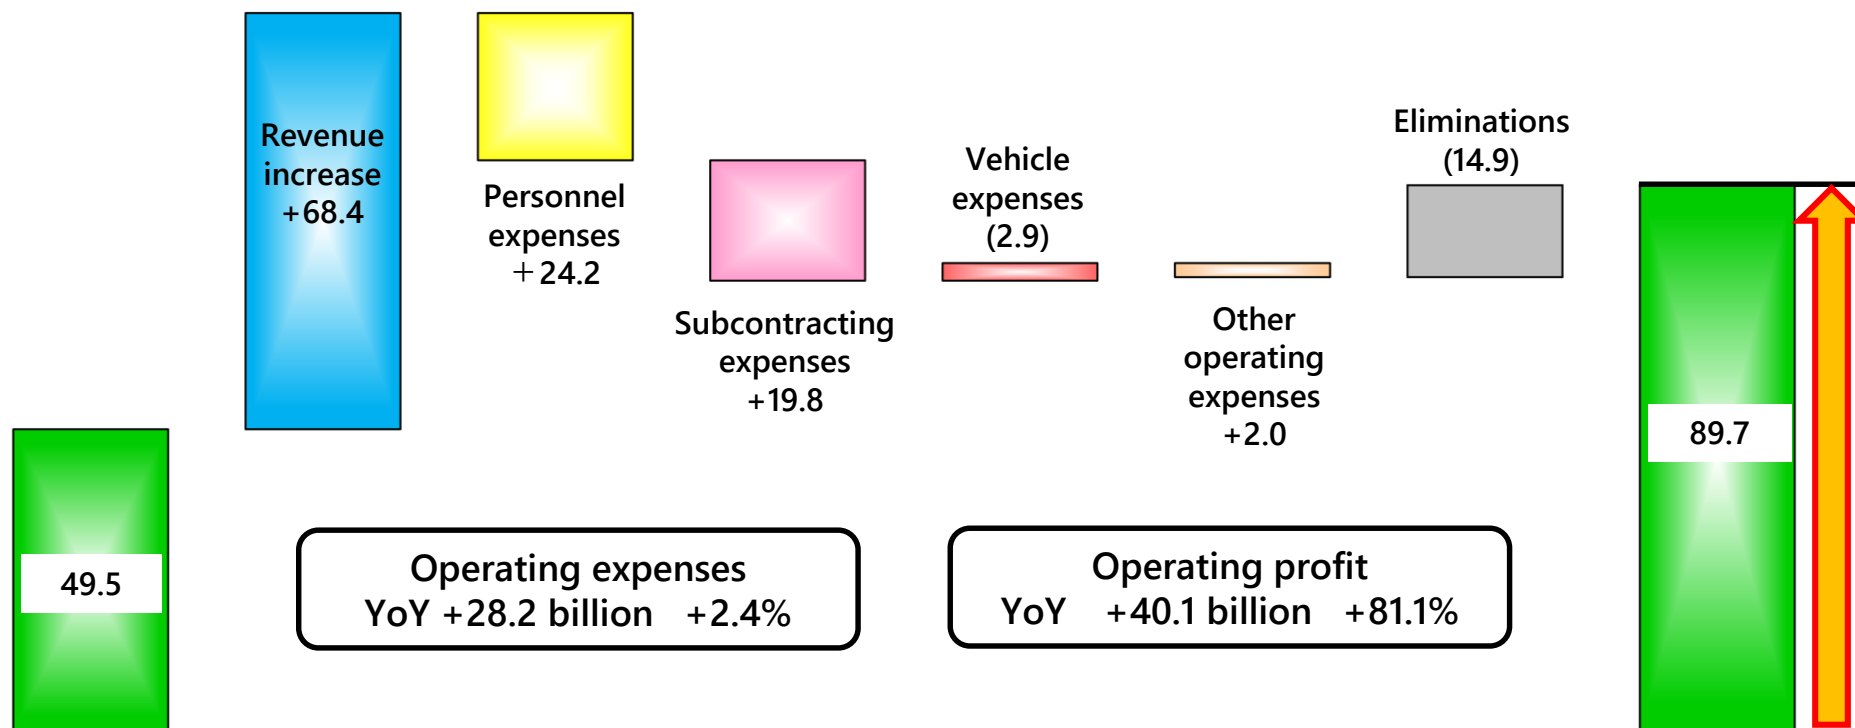 Revenue
increase
+68.4
Personnel
expenses
＋24.2
Subcontracting
expenses
+19.8
Vehicle
expenses
(2.9)
Other
operating
expenses
+2.0
Eliminations
(14.9)
49.5
89.7
Operating expenses
YoY +28.2 billion +2.4%
Operating profit
YoY +40.1 billion +81.1%